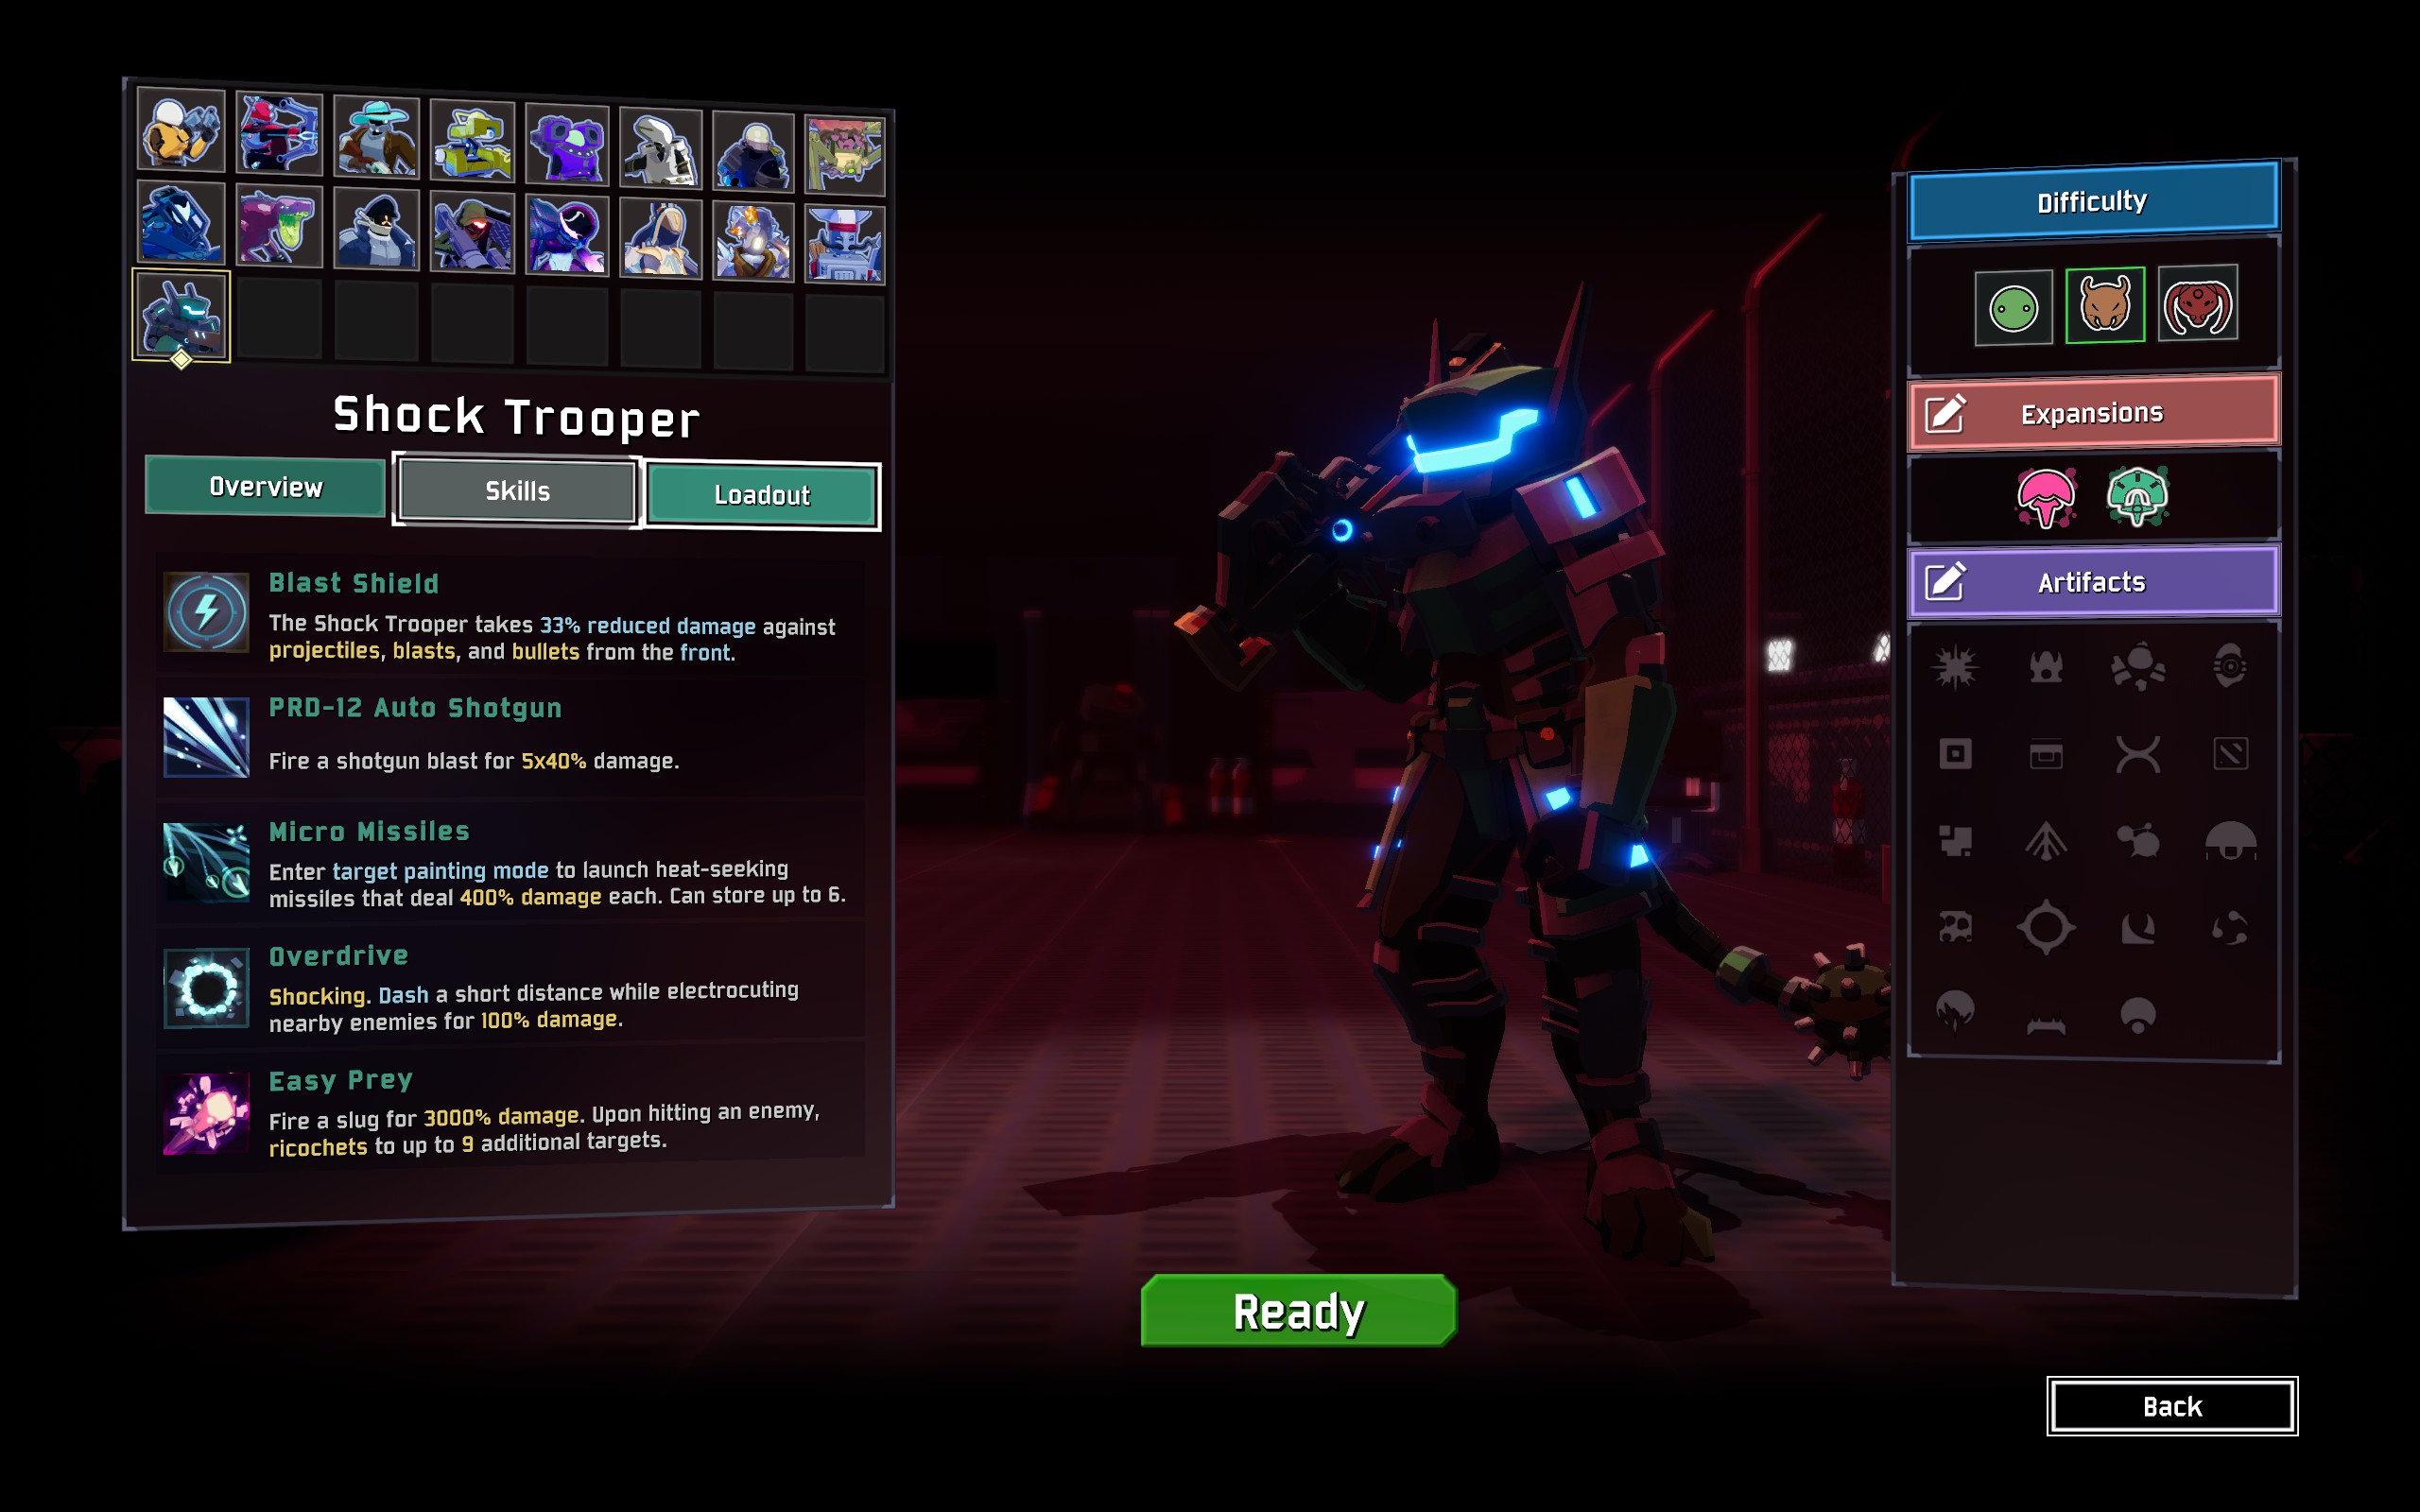 Shock Trooper
Overview
Skills
Loadout
Blast Shield
The Shock Trooper takes 33% reduced damage against
projectiles, blasts, and bullets from the front.
PRD-12 Auto Shotgun
Fire a shotgun blast for 5x40% damage.
Micro Missiles
Enter target painting mode to launch heat-seeking
missiles that deal 400% damage each. Can store up to 6.
Overdrive
Shocking. Dash a short distance while electrocuting
nearby enemies for 100% damage.
Easy Prey
Fire a slug for 3000% damage. Upon hitting an enemy,
ricochets to up to 9 additional targets.
Ready
Difficulty
Expansions
Artifacts
Back